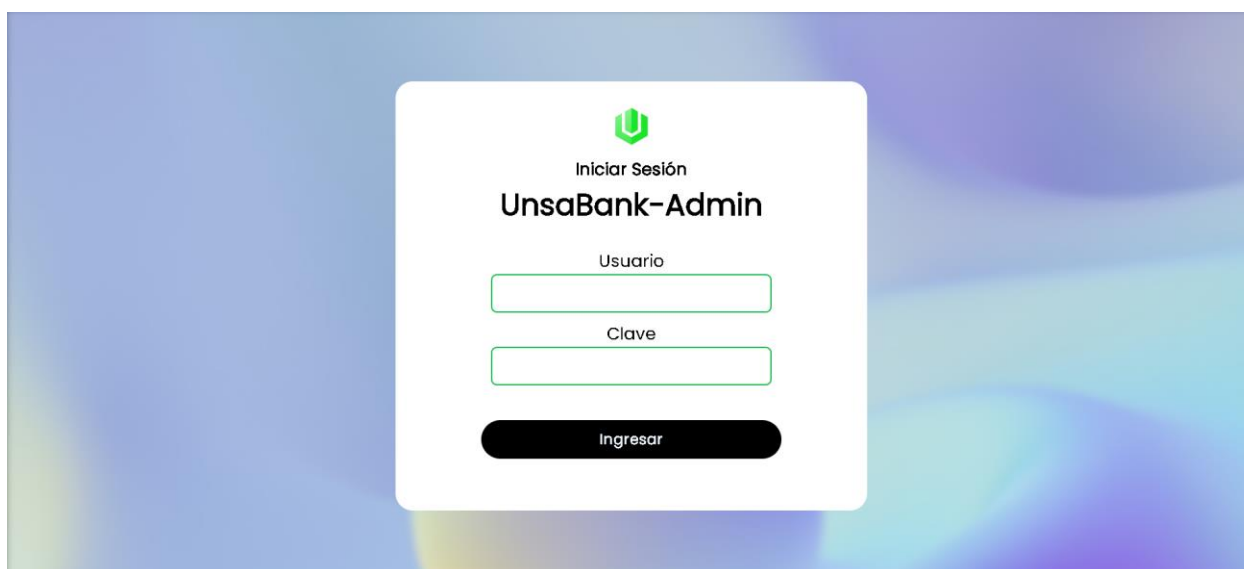 Iniciar Sesión
UnsaBank-Admin
Usuario
Clave
Ingresar